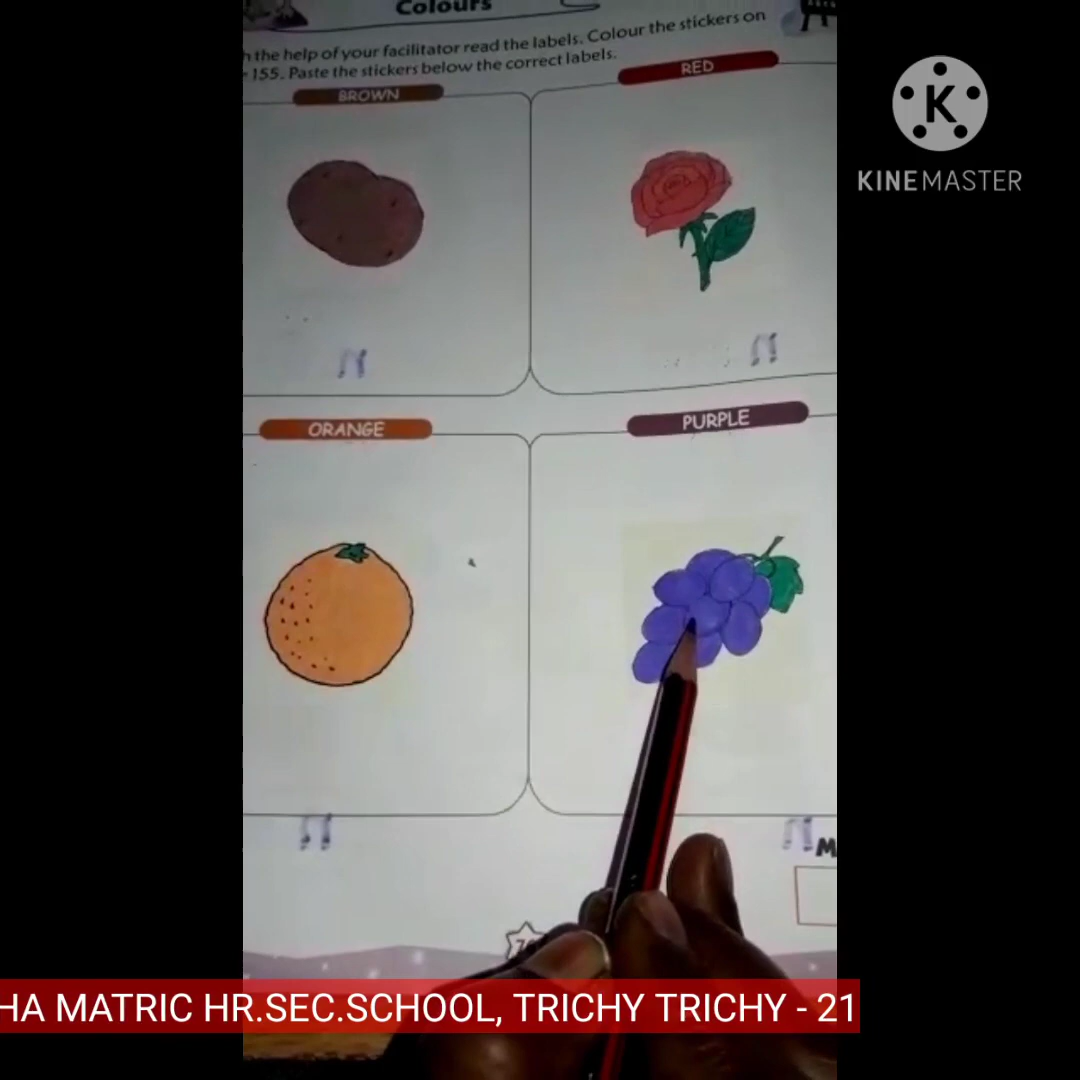 Colours
the help of your facilitator read the labels. Colour the stickers on
155. Paste the stickers below the correct labels.
BROWN
RED
KINEMASTER
ORANGE
PURPLE
HA MATRIC HR.SEC.SCHOOL, TRICHY TRICHY - 21